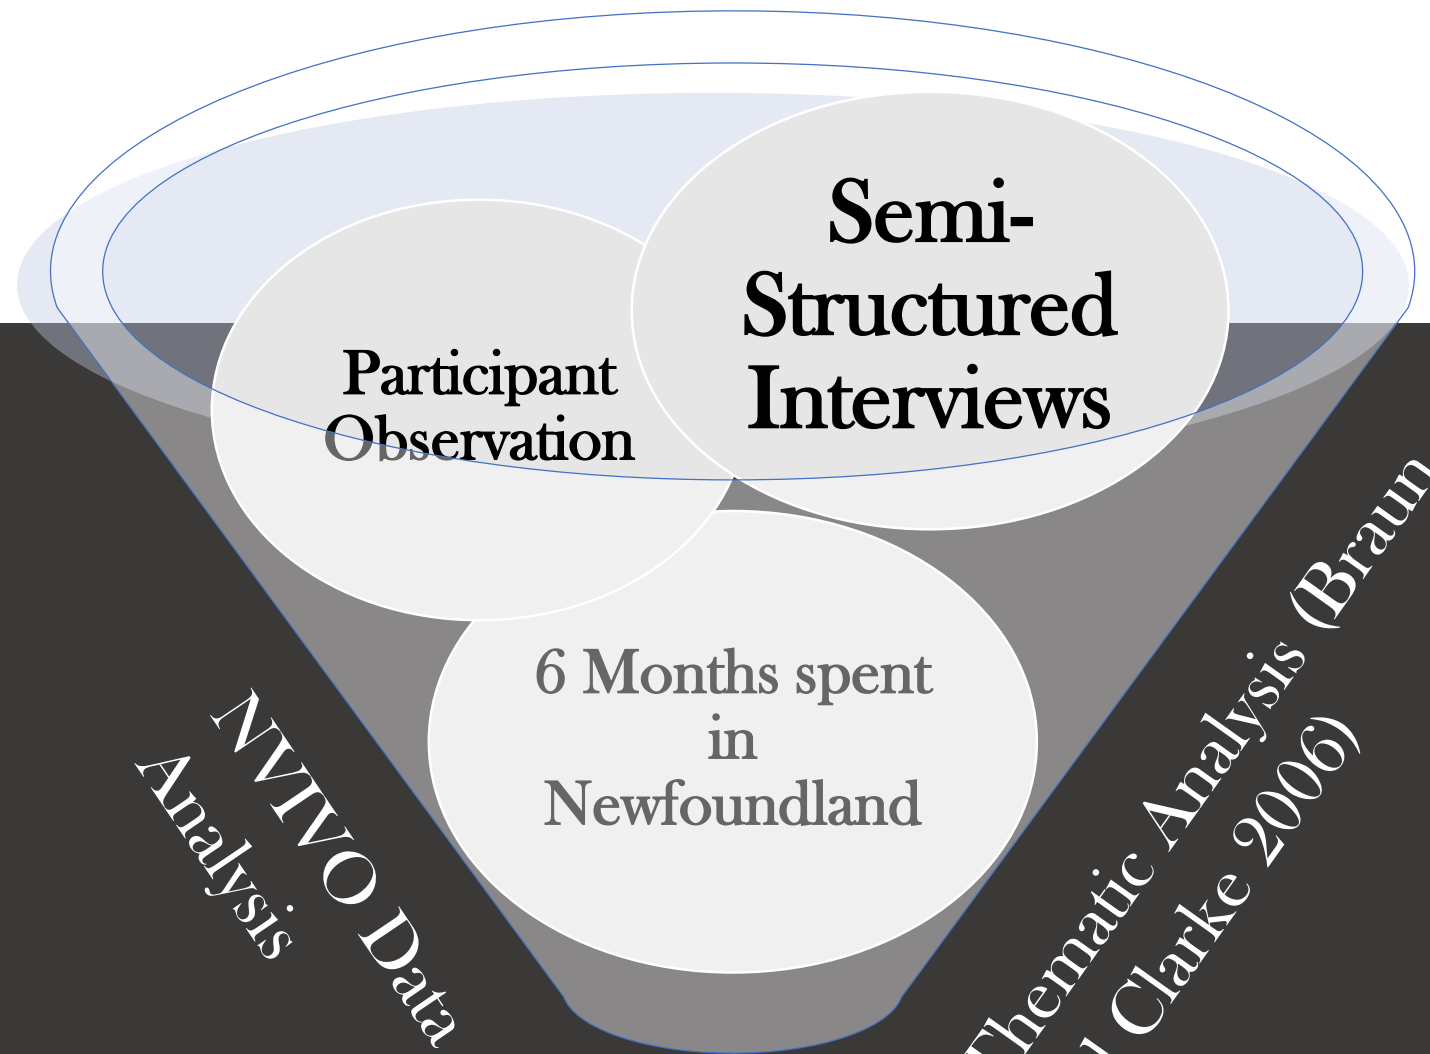 Semi-
Structured
Interviews
Participant
Observation
6 Months spent
in
Newfoundland
NVIVO Data
Analysis
Thematic Analysis (Braun
Clarke 2006)